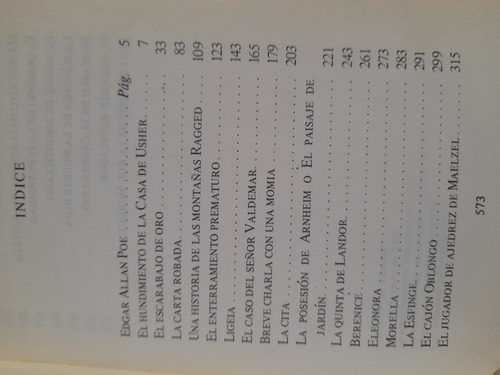 INDICE
EDGAR ALLAN POE . . . . . . . . . . . . . . . . . Pág. 5
EL HUNDIMIENTO DE LA CASA DE USHER . . . . . . . 7
EL ESCARABAJO DE ORO . . . . . . . . . . . . . . . . 33
LA CARTA ROBADA . . . . . . . . . . . . . . . . . . . 83
UNA HISTORIA DE LAS MONTAÑAS RAGGED . . . . . . 109
EL ENTERRAMIENTO PREMATURO . . . . . . . . . . . . 123
LIGEIA . . . . . . . . . . . . . . . . . . . . . . . . . 143
EL CASO DEL SEÑOR VALDEMAR . . . . . . . . . . . . 165
BREVE CHARLA CON UNA MOMIA . . . . . . . . . . . . 179
LA CITA . . . . . . . . . . . . . . . . . . . . . . . . 203
LA POSESIÓN DE ARNHEIM O EL PAISAJE DE
JARDÍN . . . . . . . . . . . . . . . . . . . . . . . . 221
LA QUINTA DE LANDOR . . . . . . . . . . . . . . . . 243
BERENICE . . . . . . . . . . . . . . . . . . . . . . . 261
ELEONORA . . . . . . . . . . . . . . . . . . . . . . . 273
MORELLA . . . . . . . . . . . . . . . . . . . . . . . 283
LA ESFINGE . . . . . . . . . . . . . . . . . . . . . . 291
EL CAJÓN OBLONGO . . . . . . . . . . . . . . . . . . 299
EL JUGADOR DE AJEDREZ DE MAELZEL . . . . . . . . . 315
573